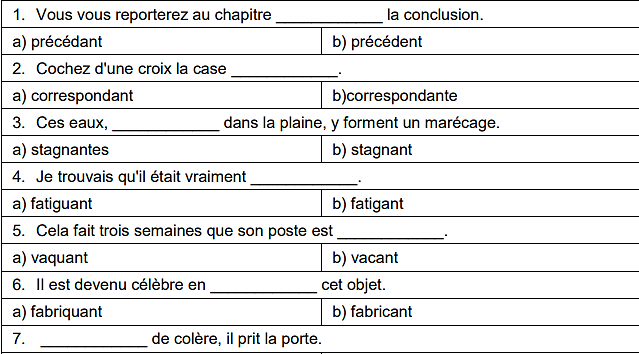 1. Vous vous reporterez au chapitre ____________ la conclusion.
a) précédant b) précédent
2. Cochez d'une croix la case ____________.
a) correspondant b)correspondante
3. Ces eaux, ____________ dans la plaine, y forment un marécage.
a) stagnantes b) stagnant
4. Je trouvais qu'il était vraiment ____________.
a) fatiguant b) fatigant
5. Cela fait trois semaines que son poste est ____________.
a) vaquant b) vacant
6. Il est devenu célèbre en ____________ cet objet.
a) fabriquant b) fabricant
7. ____________ de colère, il prit la porte.